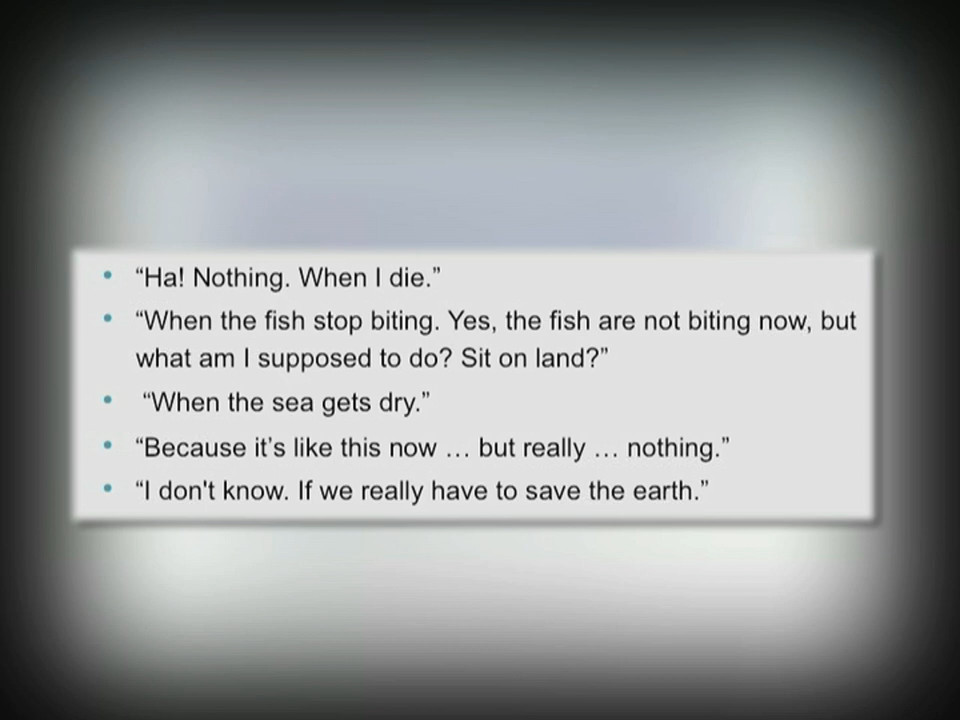 • “Ha! Nothing. When I die.”
• “When the fish stop biting. Yes, the fish are not biting now, but
what am I supposed to do? Sit on land?”
• “When the sea gets dry.”
• “Because it’s like this now … but really … nothing.”
• “I don't know. If we really have to save the earth.”